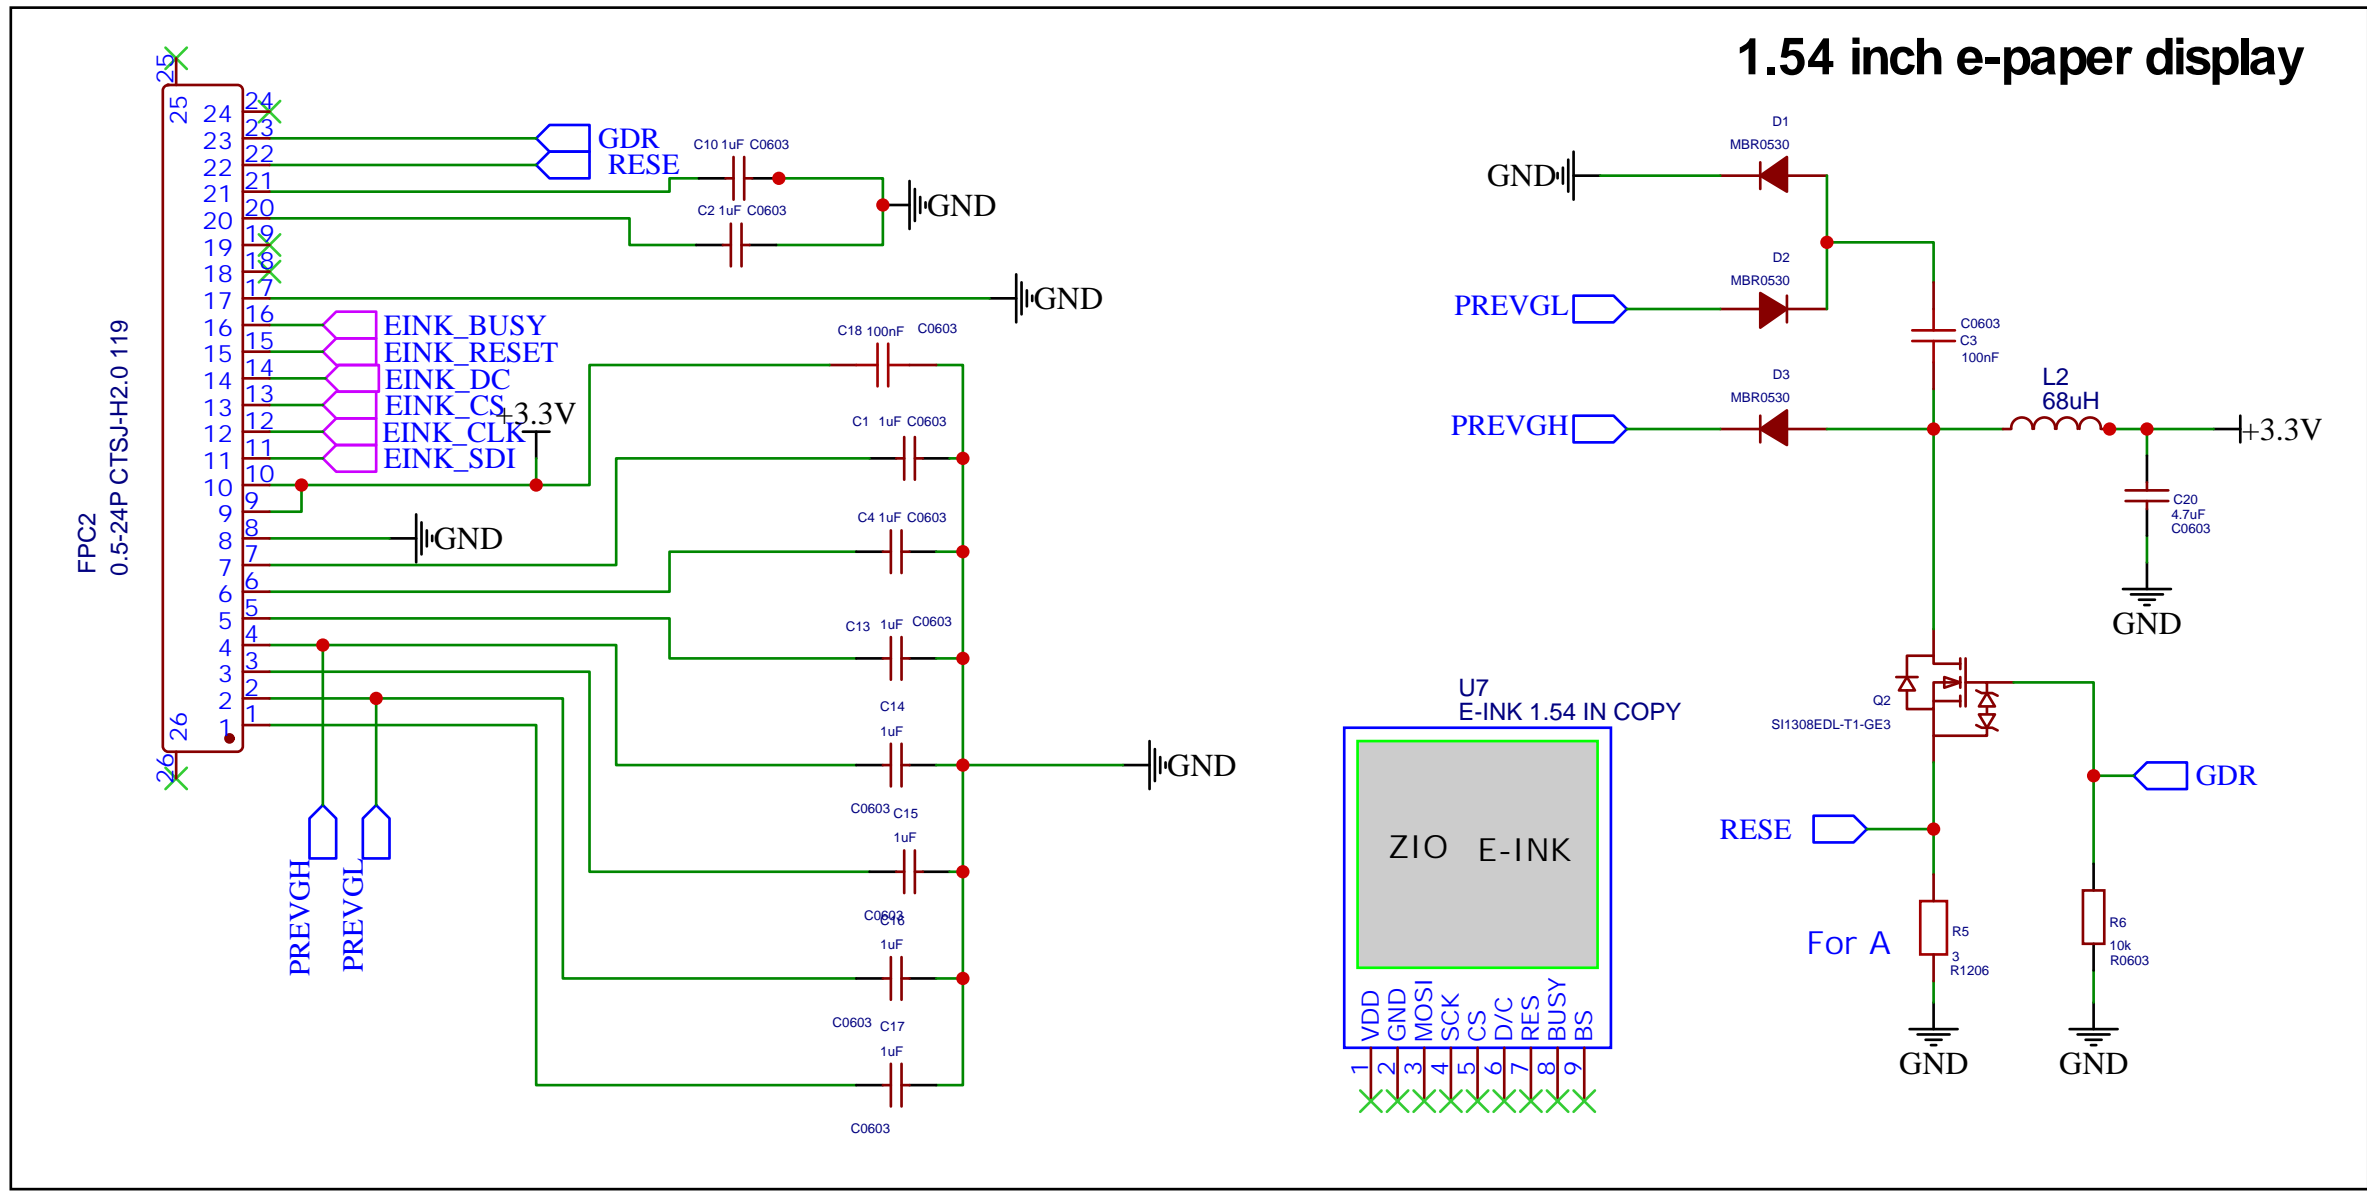 1.54 inch e-paper display
FPC2
0.5-24P CTSJ-H2.0 119
25
25
24 24
23 23
22 22
21 21
20 20
19 19
18 18
17 17
16 16
15 15
14 14
13 13
12 12
11 11
10 10
9 9
8 8
7 7
6 6
5 5
4 4
3 3
2 2
1 1
26
26
GDR
RESE
C10 1uF C0603
C2 1uF C0603
GND
GND
EINK_BUSY
EINK_RESET
EINK_DC
EINK_CS
EINK_CLK
EINK_SDI
+3.3V
GND
PREVGH
PREVGL
C18 100nF C0603
C1 1uF C0603
C4 1uF C0603
C13 1uF C0603
C14
1uF
C0603
C15
1uF
C0603
C16
1uF
C0603
C17
1uF
C0603
GND
D1
MBR0530
GND
D2
MBR0530
PREVGL
C0603
C3
100nF
D3
MBR0530
PREVGH
L2
68uH
+3.3V
C20
4.7uF
C0603
GND
Q2
SI1308EDL-T1-GE3
GDR
RESE
For A
R5
3
R1206
GND
R6
10k
R0603
GND
U7
E-INK 1.54 IN COPY
ZIO E-INK
VDD GND MOSI SCK CS D/C RES BUSY BS
1 2 3 4 5 6 7 8 9